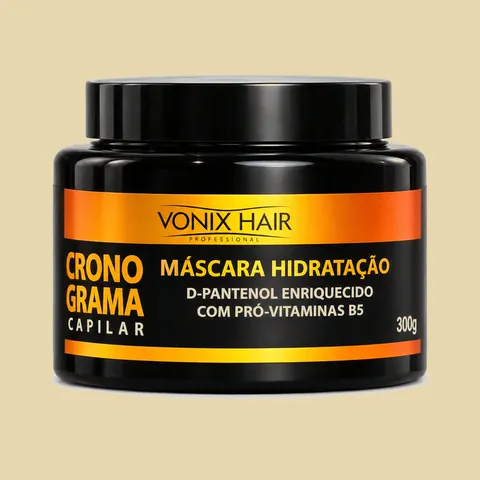 VONIX HAIR
PROFESSIONAL
CRONO
GRAMA
CAPILAR
MÁSCARA HIDRATAÇÃO
D-PANTENOL ENRIQUECIDO
COM PRÓ-VITAMINAS B5
300g